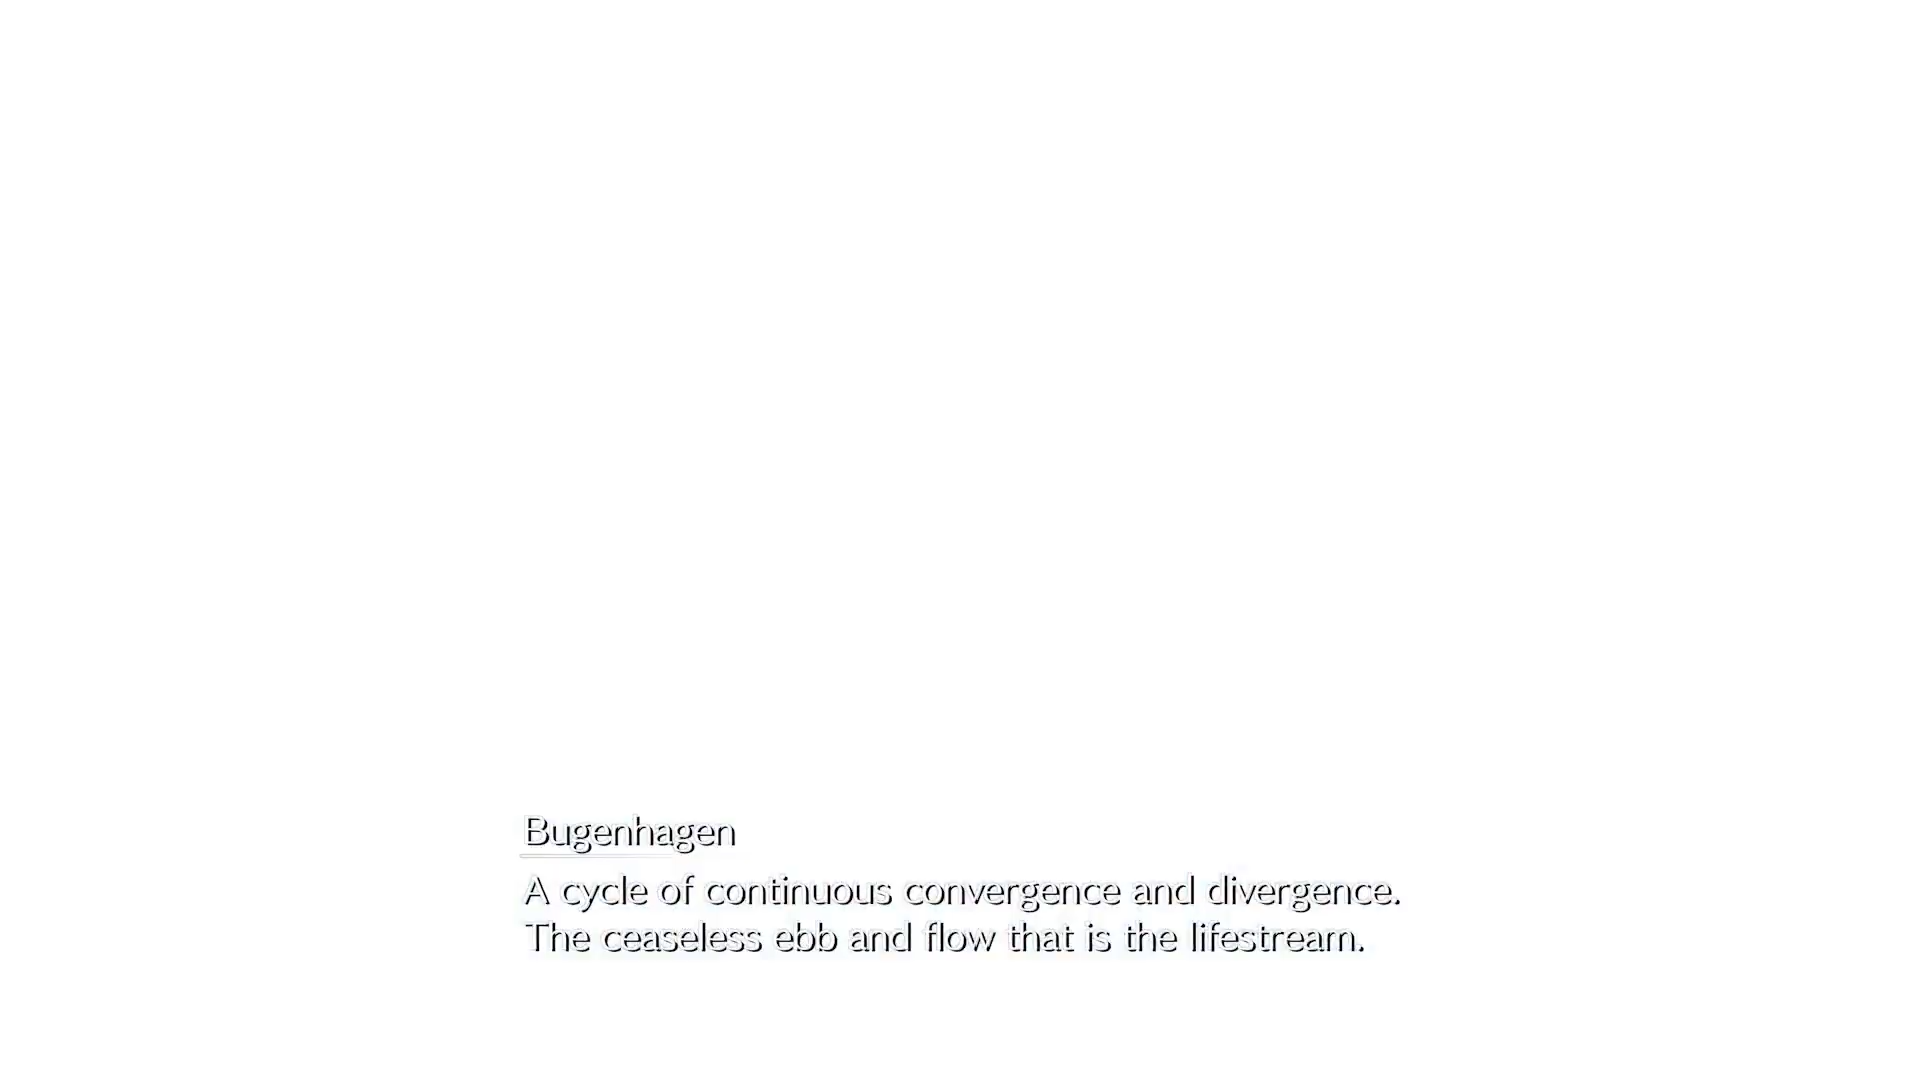 Bugenhagen
A cycle of continuous convergence and divergence.
The ceaseless ebb and flow that is the lifestream.